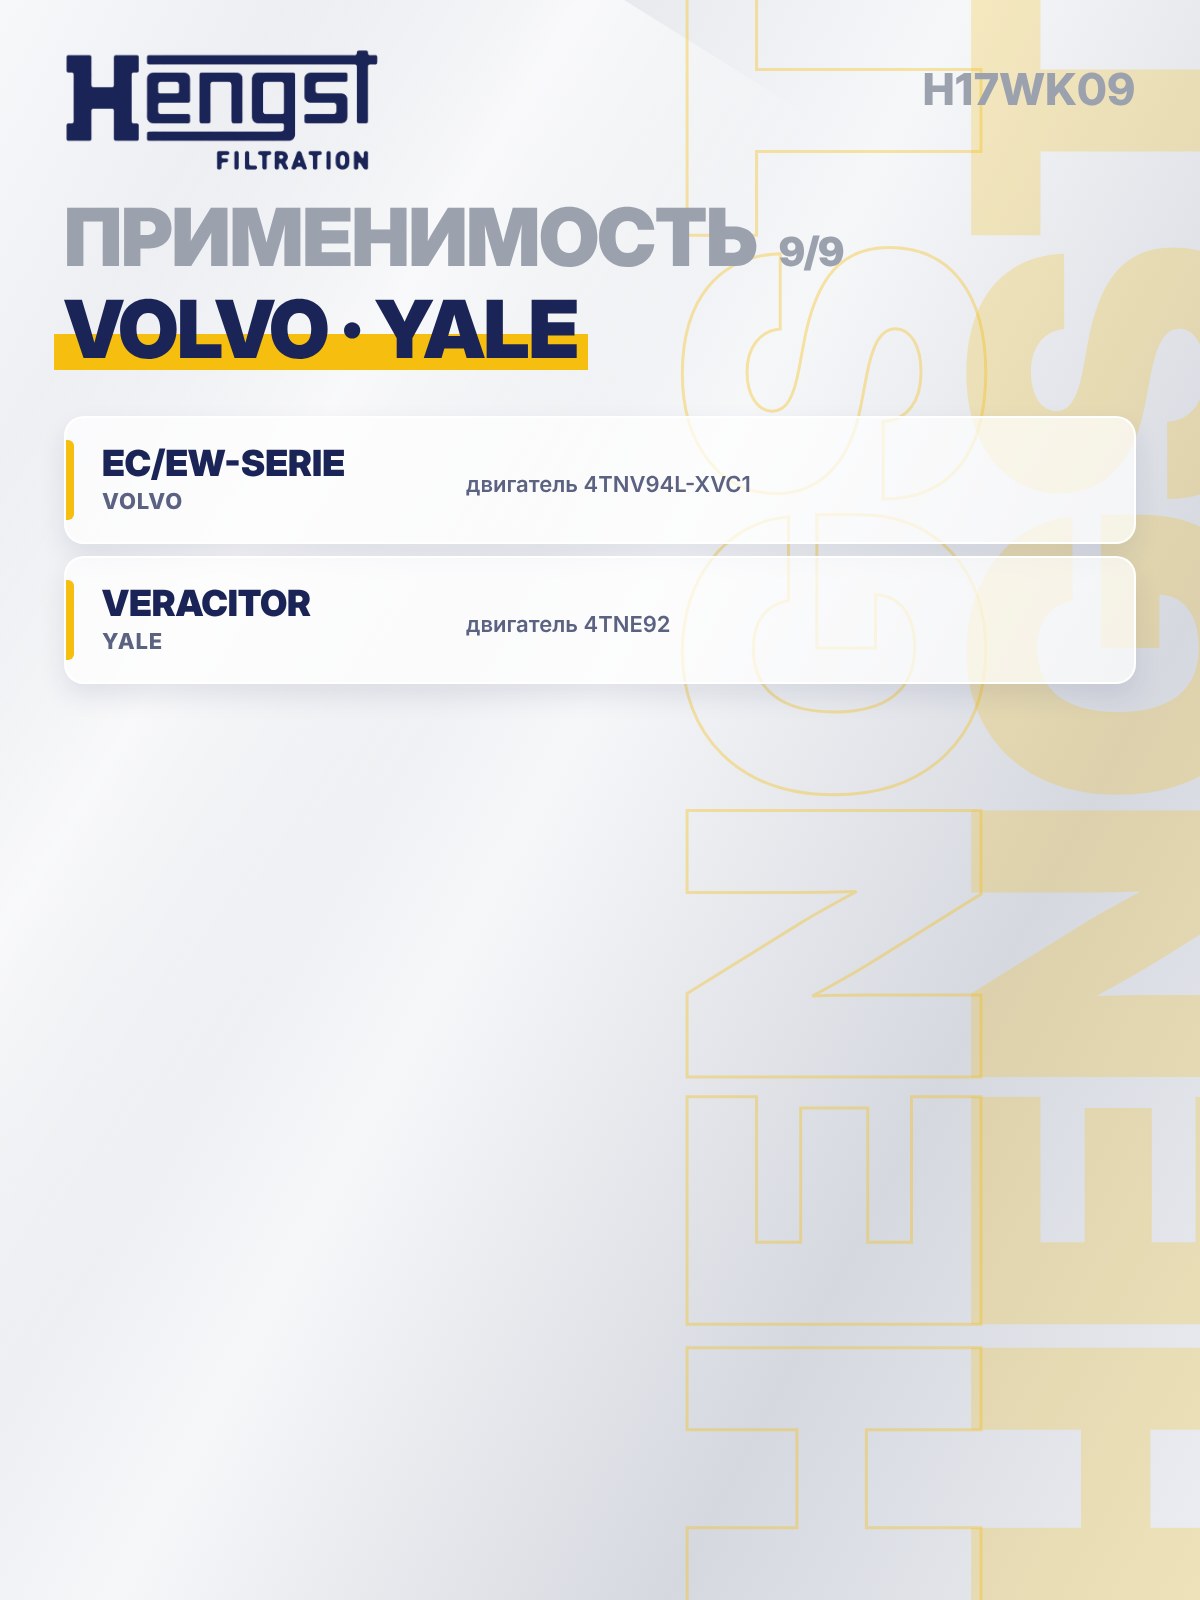 Hengst
FILTRATION
H17WK09
ПРИМЕНИМОСТЬ 9/9
VOLVO · YALE
EC/EW-SERIE
VOLVO
двигатель 4TNV94L-XVC1
VERACITOR
YALE
двигатель 4TNE92
HENGST
HENGST